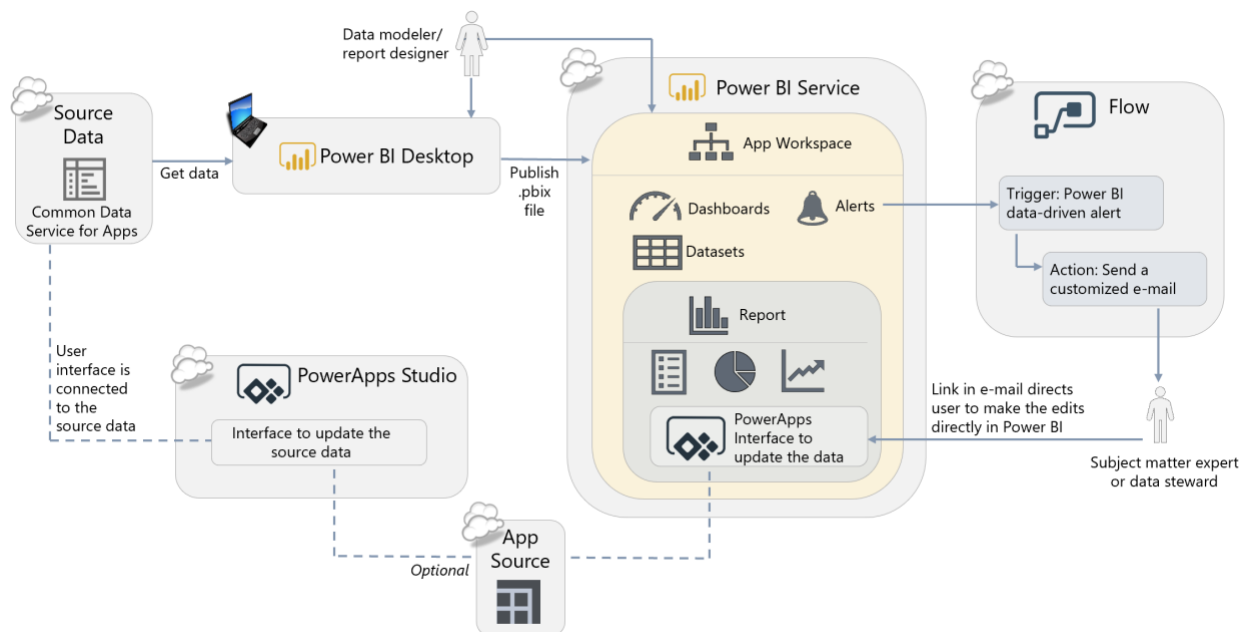 Data modeler/
report designer
Source
Data
Common Data
Service for Apps
Get data
Power BI Desktop
Publish
.pbix
file
Power BI Service
App Workspace
Dashboards
Alerts
Datasets
Report
PowerApps
Interface to
update the data
Flow
Trigger: Power BI
data-driven alert
Action: Send a
customized e-mail
Link in e-mail directs
user to make the edits
directly in Power BI
Subject matter expert
or data steward
User
interface is
connected
to the
source data
PowerApps Studio
Interface to update the
source data
Optional
App
Source